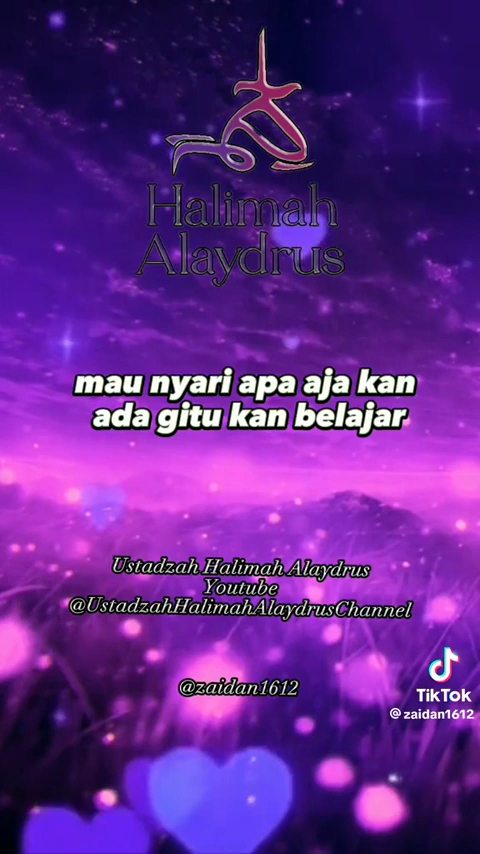 Halimah
Alaydrus
mau nyari apa aja kan
ada gitu kan belajar
Ustadzah Halimah Alaydrus
Youtube
@UstadzahHalimahAlaydrusChannel
@zaidan1612
TikTok
@zaidan1612